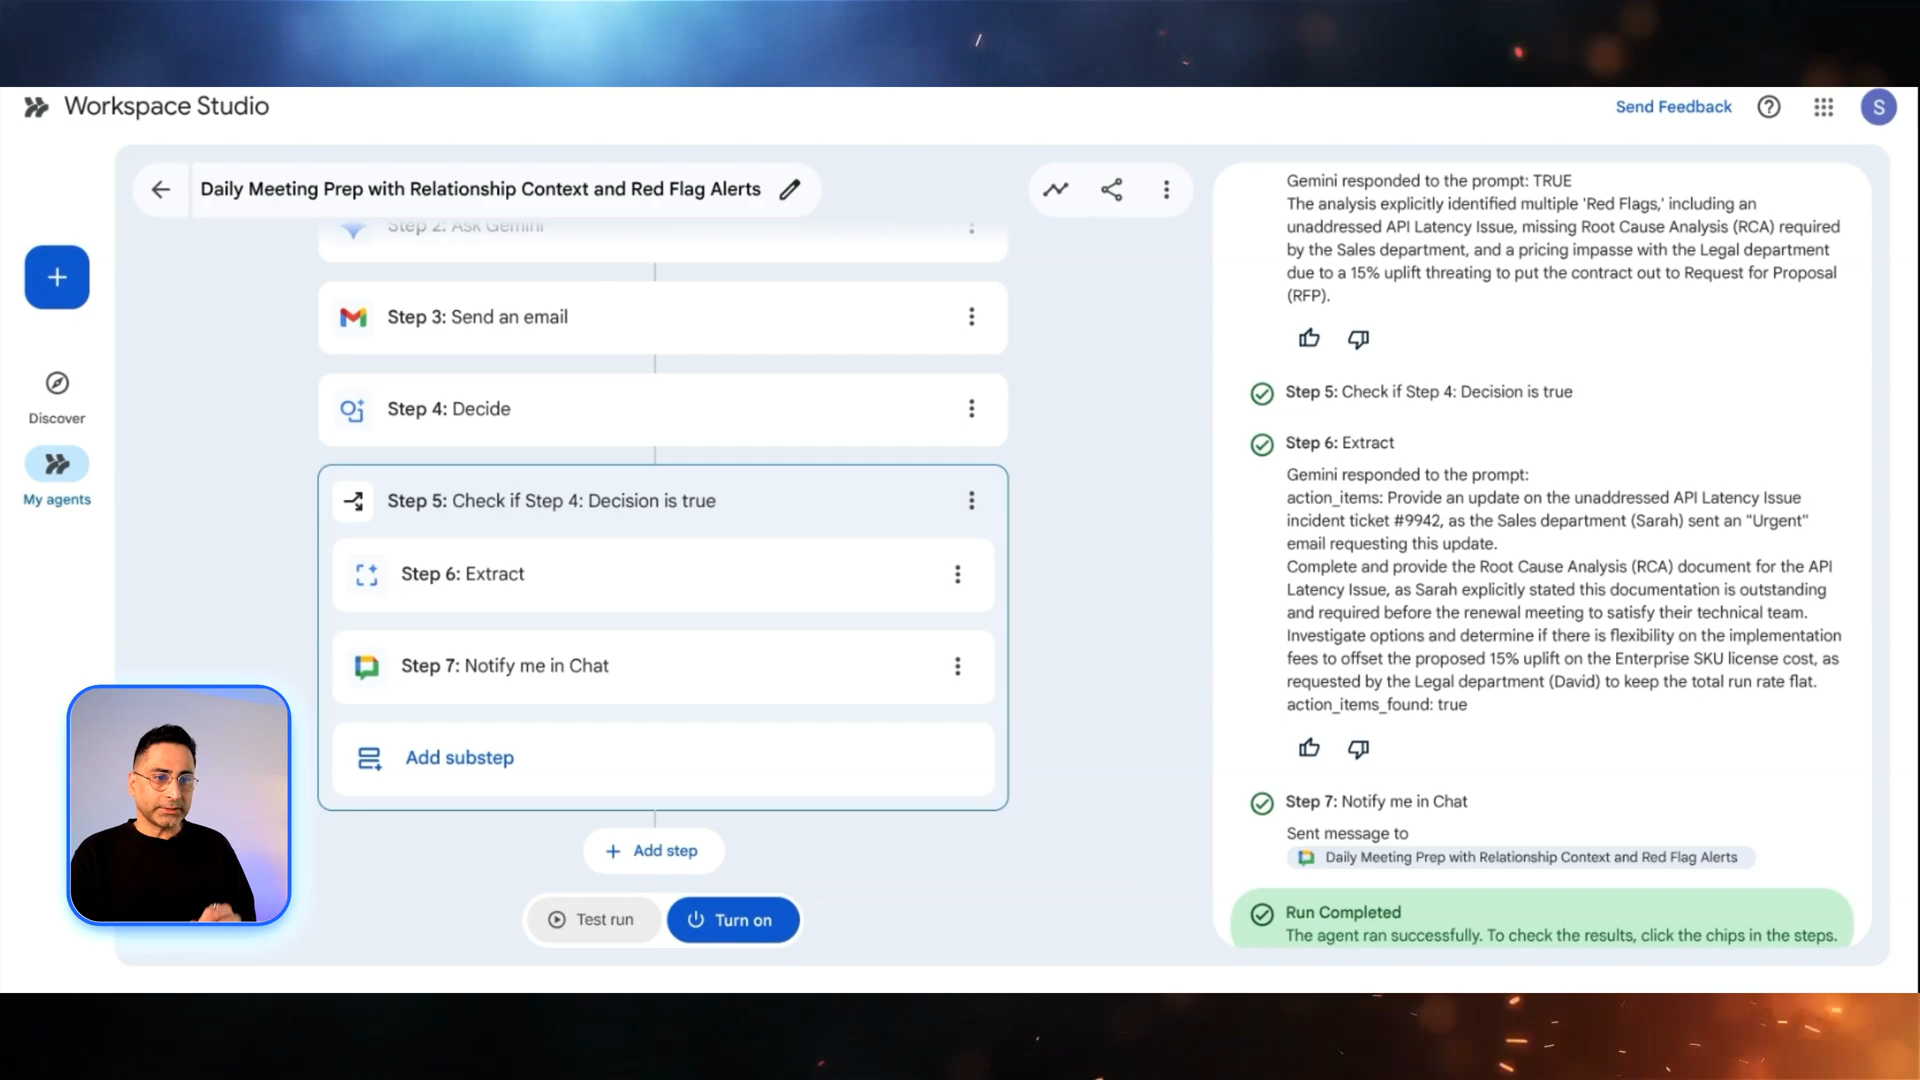 Workspace Studio
Send Feedback
S
Daily Meeting Prep with Relationship Context and Red Flag Alerts
Discover
My agents
Step 2: Ask Gemini
Step 3: Send an email
Step 4: Decide
Step 5: Check if Step 4: Decision is true
Step 6: Extract
Step 7: Notify me in Chat
Add substep
Add step
Test run
Turn on
Gemini responded to the prompt: TRUE
The analysis explicitly identified multiple 'Red Flags,' including an
unaddressed API Latency Issue, missing Root Cause Analysis (RCA) required
by the Sales department, and a pricing impasse with the Legal department
due to a 15% uplift threating to put the contract out to Request for Proposal
(RFP).
Step 5: Check if Step 4: Decision is true
Step 6: Extract
Gemini responded to the prompt:
action_items: Provide an update on the unaddressed API Latency Issue
incident ticket #9942, as the Sales department (Sarah) sent an "Urgent"
email requesting this update.
Complete and provide the Root Cause Analysis (RCA) document for the API
Latency Issue, as Sarah explicitly stated this documentation is outstanding
and required before the renewal meeting to satisfy their technical team.
Investigate options and determine if there is flexibility on the implementation
fees to offset the proposed 15% uplift on the Enterprise SKU license cost, as
requested by the Legal department (David) to keep the total run rate flat.
action_items_found: true
Step 7: Notify me in Chat
Sent message to
Daily Meeting Prep with Relationship Context and Red Flag Alerts
Run Completed
The agent ran successfully. To check the results, click the chips in the steps.